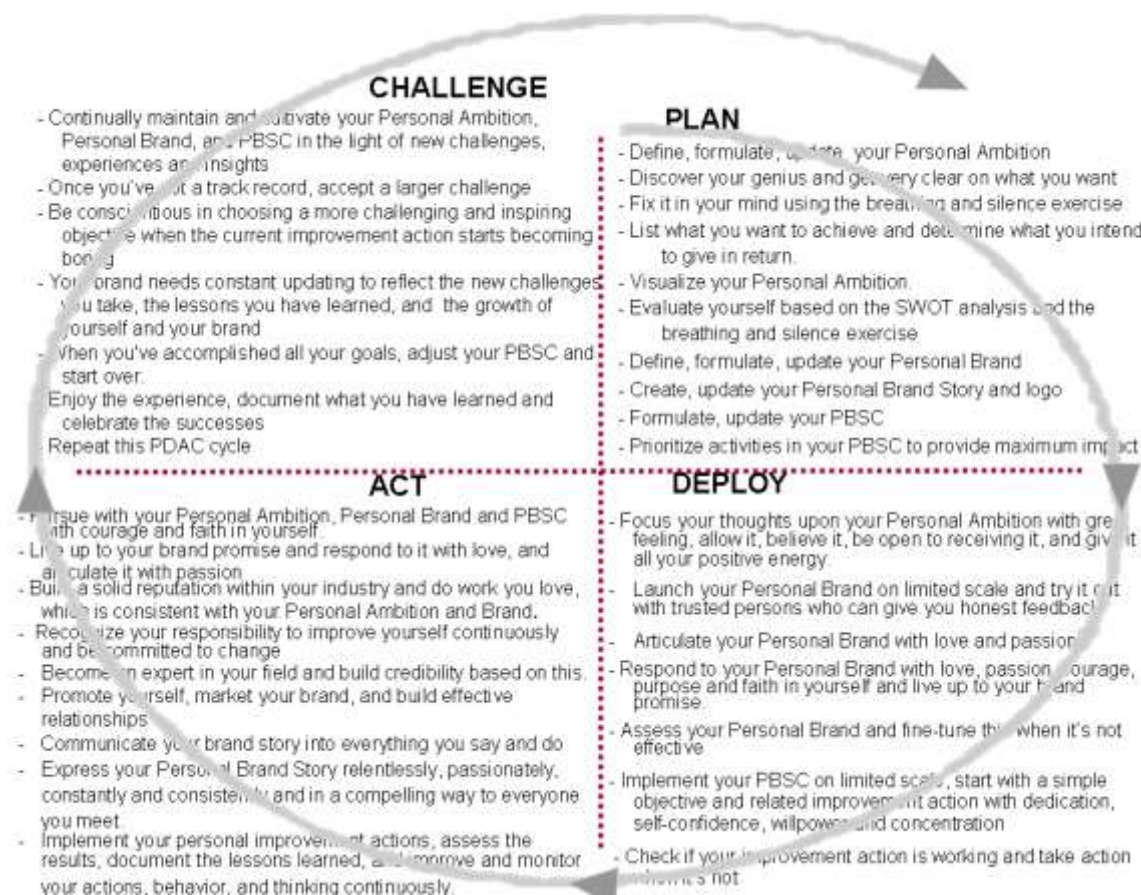 CHALLENGE
- Continually maintain and cultivate your Personal Ambition,
Personal Brand, and PBSC in the light of new challenges,
experiences and insights
- Once you've got a track record, accept a larger challenge
- Be conscientious in choosing a more challenging and inspiring
objective when the current improvement action starts becoming
boring
- Your brand needs constant updating to reflect the new challenges
you take, the lessons you have learned, and the growth of
yourself and your brand
- When you've accomplished all your goals, adjust your PBSC and
start over.
Enjoy the experience, document what you have learned and
celebrate the successes
- Repeat this PDAC cycle
PLAN
- Define, formulate, update, your Personal Ambition
- Discover your genius and get very clear on what you want
- Fix it in your mind using the breathing and silence exercise
- List what you want to achieve and determine what you intend
to give in return.
- Visualize your Personal Ambition.
- Evaluate yourself based on the SWOT analysis and the
breathing and silence exercise
- Define, formulate, update your Personal Brand
- Create, update your Personal Brand Story and logo
- Formulate, update your PBSC
- Prioritize activities in your PBSC to provide maximum impact
ACT
- Pursue with your Personal Ambition, Personal Brand and PBSC
with courage and faith in yourself.
- Live up to your brand promise and respond to it with love, and
articulate it with passion
- Build a solid reputation within your industry and do work you love,
which is consistent with your Personal Ambition and Brand.
- Recognize your responsibility to improve yourself continuously
and be committed to change
- Become an expert in your field and build credibility based on this.
- Promote yourself, market your brand, and build effective
relationships
- Communicate your brand story into everything you say and do
- Express your Personal Brand Story relentlessly, passionately,
constantly and consistently and in a compelling way to everyone
you meet.
- Implement your personal improvement actions, assess the
results, document the lessons learned, and improve and monitor
your actions, behavior, and thinking continuously.
DEPLOY
- Focus your thoughts upon your Personal Ambition with great
feeling, allow it, believe it, be open to receiving it, and give it
all your positive energy.
- Launch your Personal Brand on limited scale and try it out
with trusted persons who can give you honest feedback
- Articulate your Personal Brand with love and passion
- Respond to your Personal Brand with love, passion, courage,
purpose and faith in yourself and live up to your brand
promise.
- Assess your Personal Brand and fine-tune this when it's not
effective
- Implement your PBSC on limited scale, start with a simple
objective and related improvement action with dedication,
self-confidence, willpower and concentration
- Check if your improvement action is working and take action
when it's not